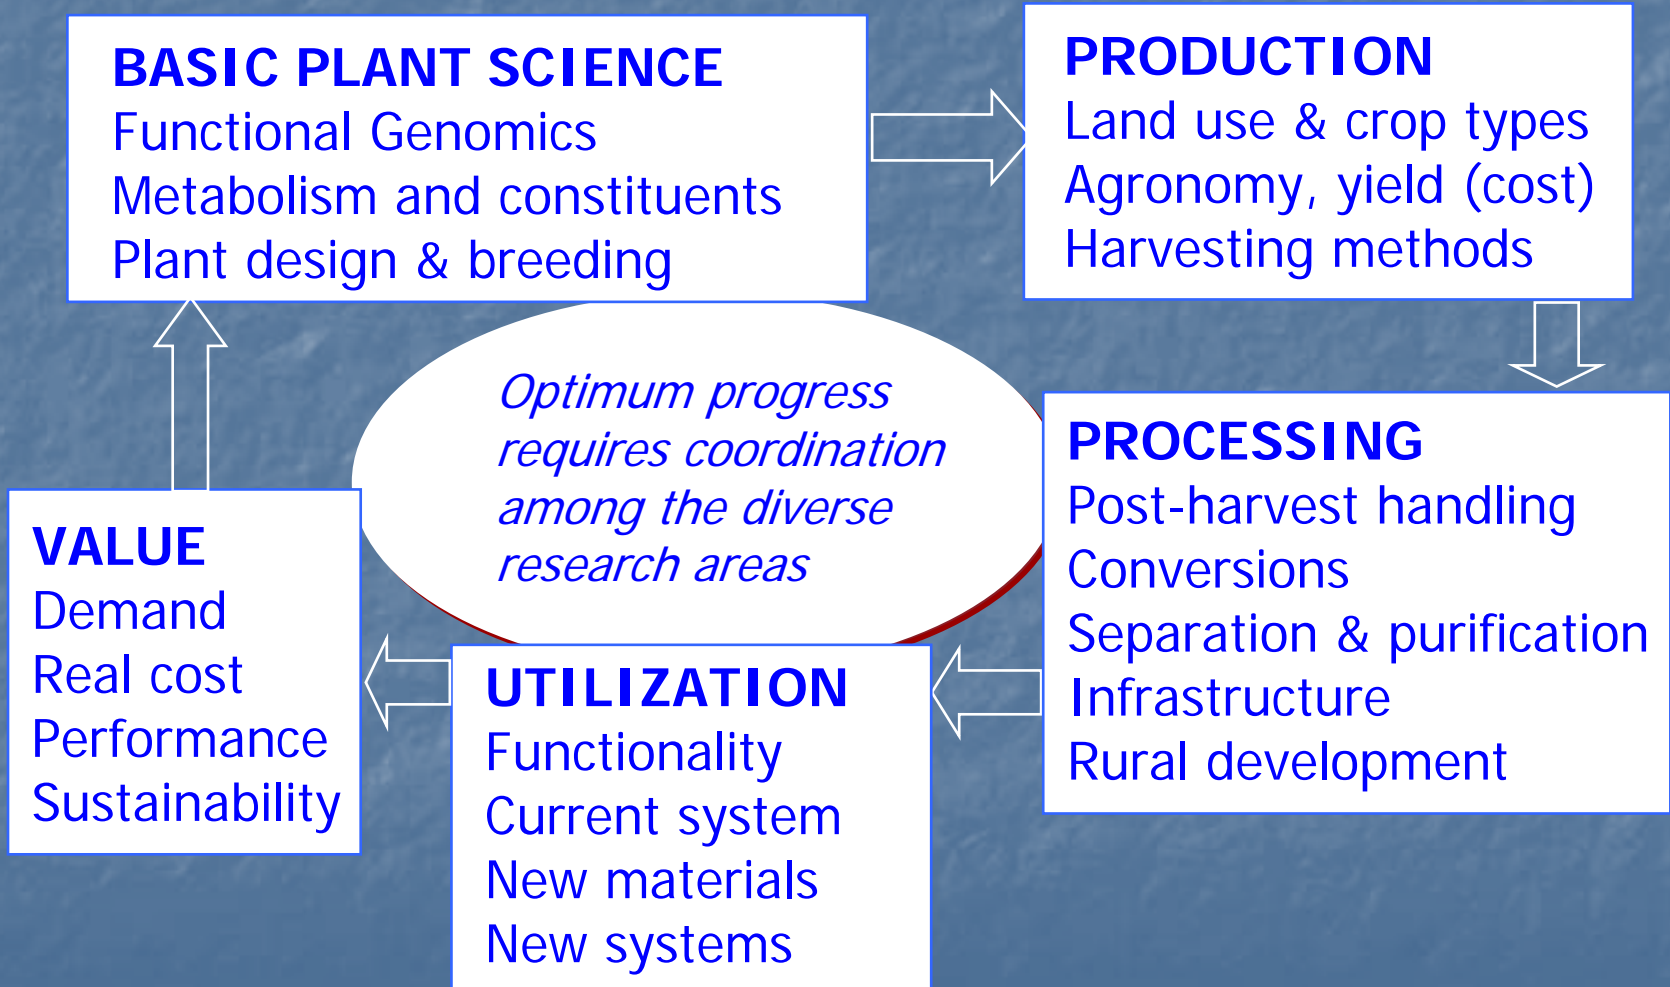 BASIC PLANT SCIENCE
Functional Genomics
Metabolism and constituents
Plant design & breeding
PRODUCTION
Land use & crop types
Agronomy, yield (cost)
Harvesting methods
Optimum progress
requires coordination
among the diverse
research areas
PROCESSING
Post-harvest handling
Conversions
Separation & purification
Infrastructure
Rural development
VALUE
Demand
Real cost
Performance
Sustainability
UTILIZATION
Functionality
Current system
New materials
New systems